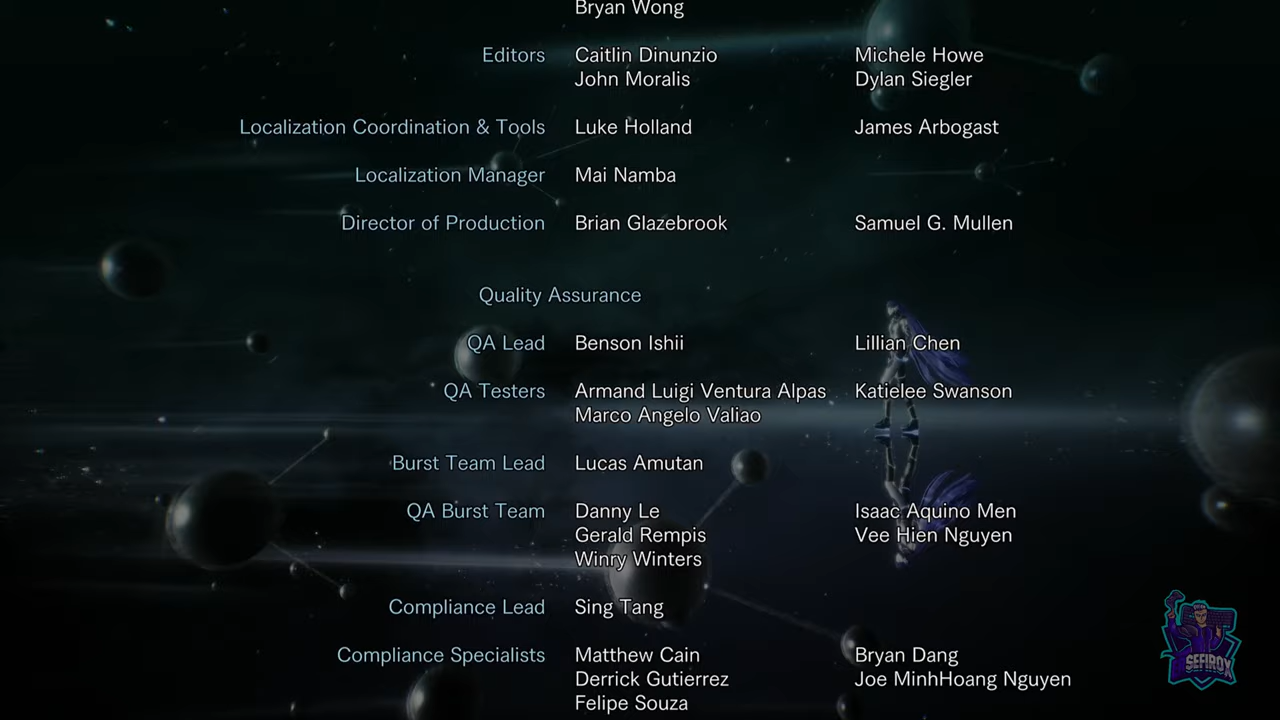 Bryan Wong
Editors Caitlin Dinunzio Michele Howe
John Moralis Dylan Siegler
Localization Coordination & Tools Luke Holland James Arbogast
Localization Manager Mai Namba
Director of Production Brian Glazebrook Samuel G. Mullen
Quality Assurance
QA Lead Benson Ishii Lillian Chen
QA Testers Armand Luigi Ventura Alpas Katielee Swanson
Marco Angelo Valiao
Burst Team Lead Lucas Amutan
QA Burst Team Danny Le Isaac Aquino Men
Gerald Rempis Vee Hien Nguyen
Winry Winters
Compliance Lead Sing Tang
Compliance Specialists Matthew Cain Bryan Dang
Derrick Gutierrez Joe MinhHoang Nguyen
Felipe Souza
SEFIROX